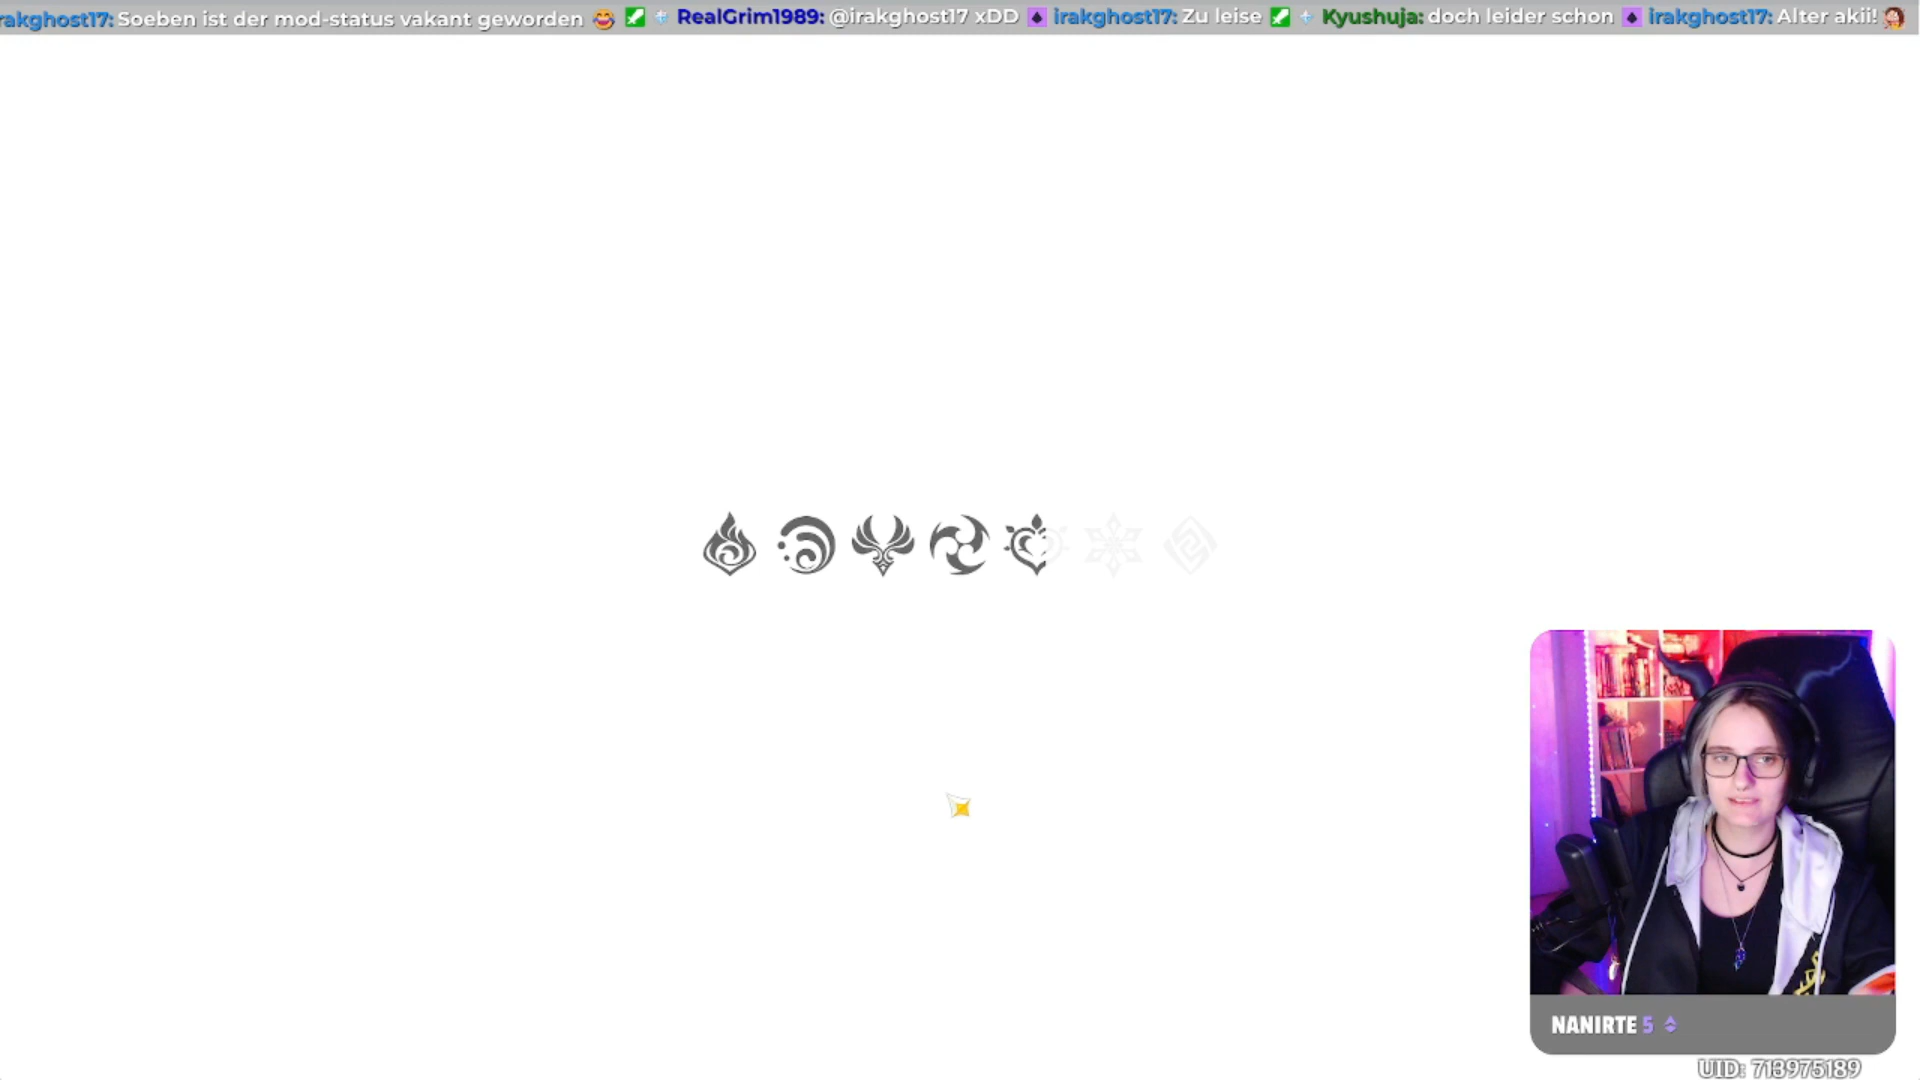 rakghost17: Soeben ist der mod-status vakant geworden RealGrim1989: @irakghost17 xDD irakghost17: Zu leise Kyushuja: doch leider schon irakghost17: Alter akii!
NANIRTE 5
UID: 713975189